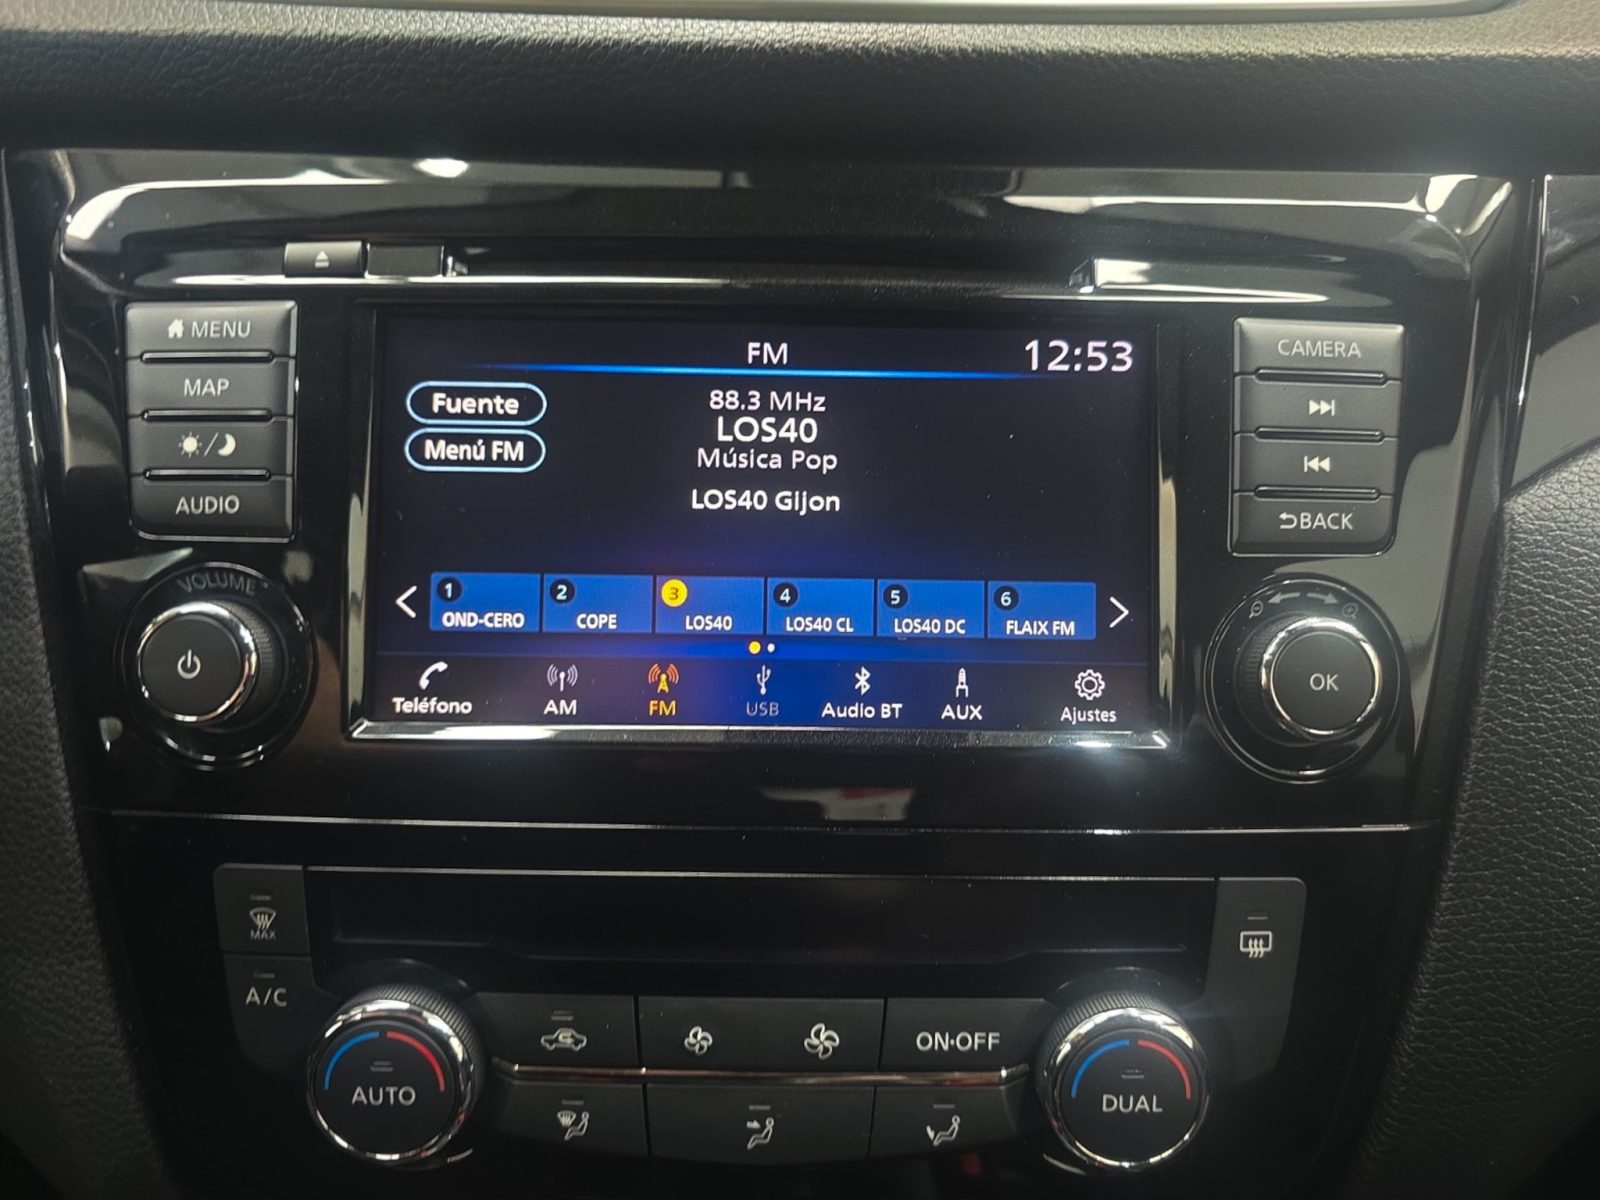 MENU
MAP
AUDIO
VOLUME
FM
12:53
Fuente
Menú FM
88.3 MHz
LOS40
Música Pop
LOS40 Gijon
1 OND-CERO
2 COPE
3 LOS40
4 LOS40 CL
5 LOS40 DC
6 FLAIX FM
Teléfono
AM
FM
USB
Audio BT
AUX
Ajustes
CAMERA
BACK
OK
MAX
A/C
AUTO
ON·OFF
DUAL